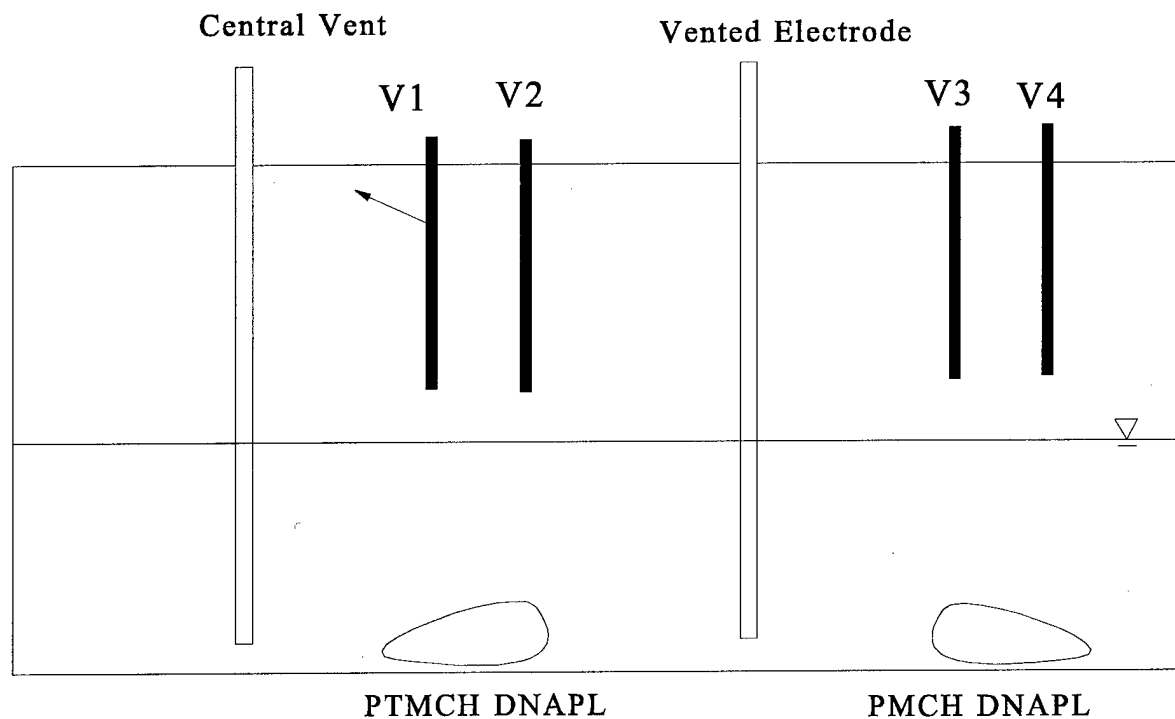 Central Vent
Vented Electrode
V1
V2
V3
V4
PTMCH DNAPL
PMCH DNAPL